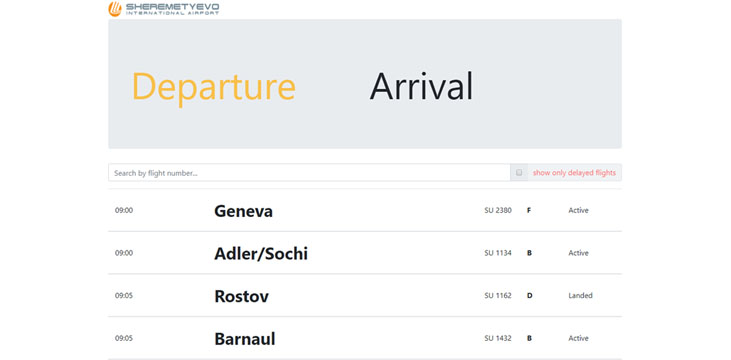 SHEREMETYEVO
INTERNATIONAL AIRPORT
Departure Arrival
Search by flight number... show only delayed flights
09:00 Geneva SU 2380 F Active
09:00 Adler/Sochi SU 1134 B Active
09:05 Rostov SU 1162 D Landed
09:05 Barnaul SU 1432 B Active